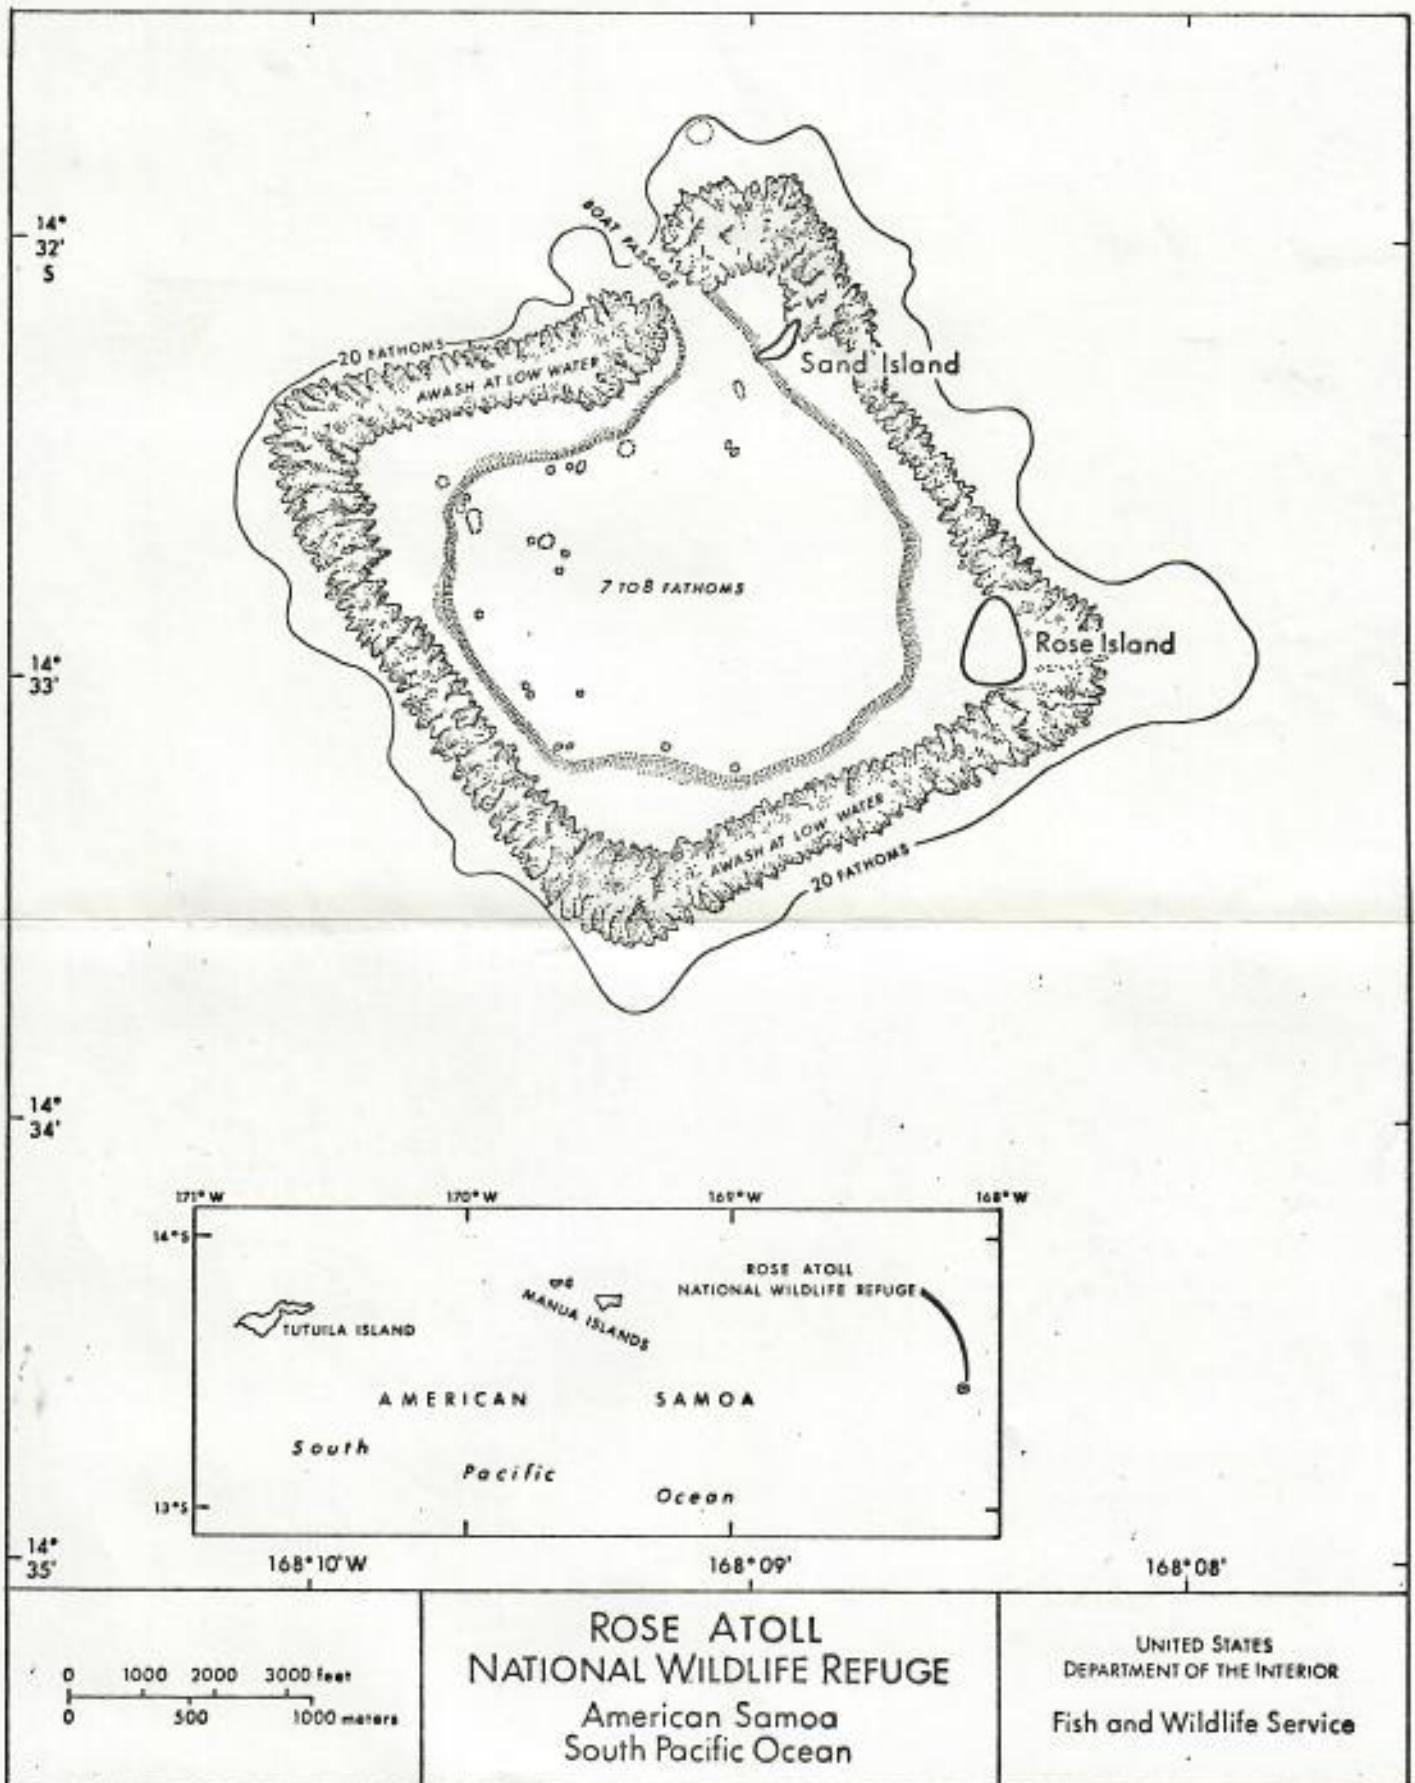 14°
32'
S
BOAT PASSAGE
20 FATHOMS
AWASH AT LOW WATER
Sand Island
7 TO 8 FATHOMS
14°
33'
Rose Island
AWASH AT LOW WATER
20 FATHOMS
14°
34'
171°W 170°W 169°W 168°W
14°S
ROSE ATOLL
NATIONAL WILDLIFE REFUGE
MANUA ISLANDS
TUTUILA ISLAND
AMERICAN SAMOA
South
Pacific
Ocean
13°S
14°
35'
168°10'W 168°09' 168°08'
0 1000 2000 3000 feet
0 500 1000 meters
ROSE ATOLL
NATIONAL WILDLIFE REFUGE
American Samoa
South Pacific Ocean
UNITED STATES
DEPARTMENT OF THE INTERIOR
Fish and Wildlife Service